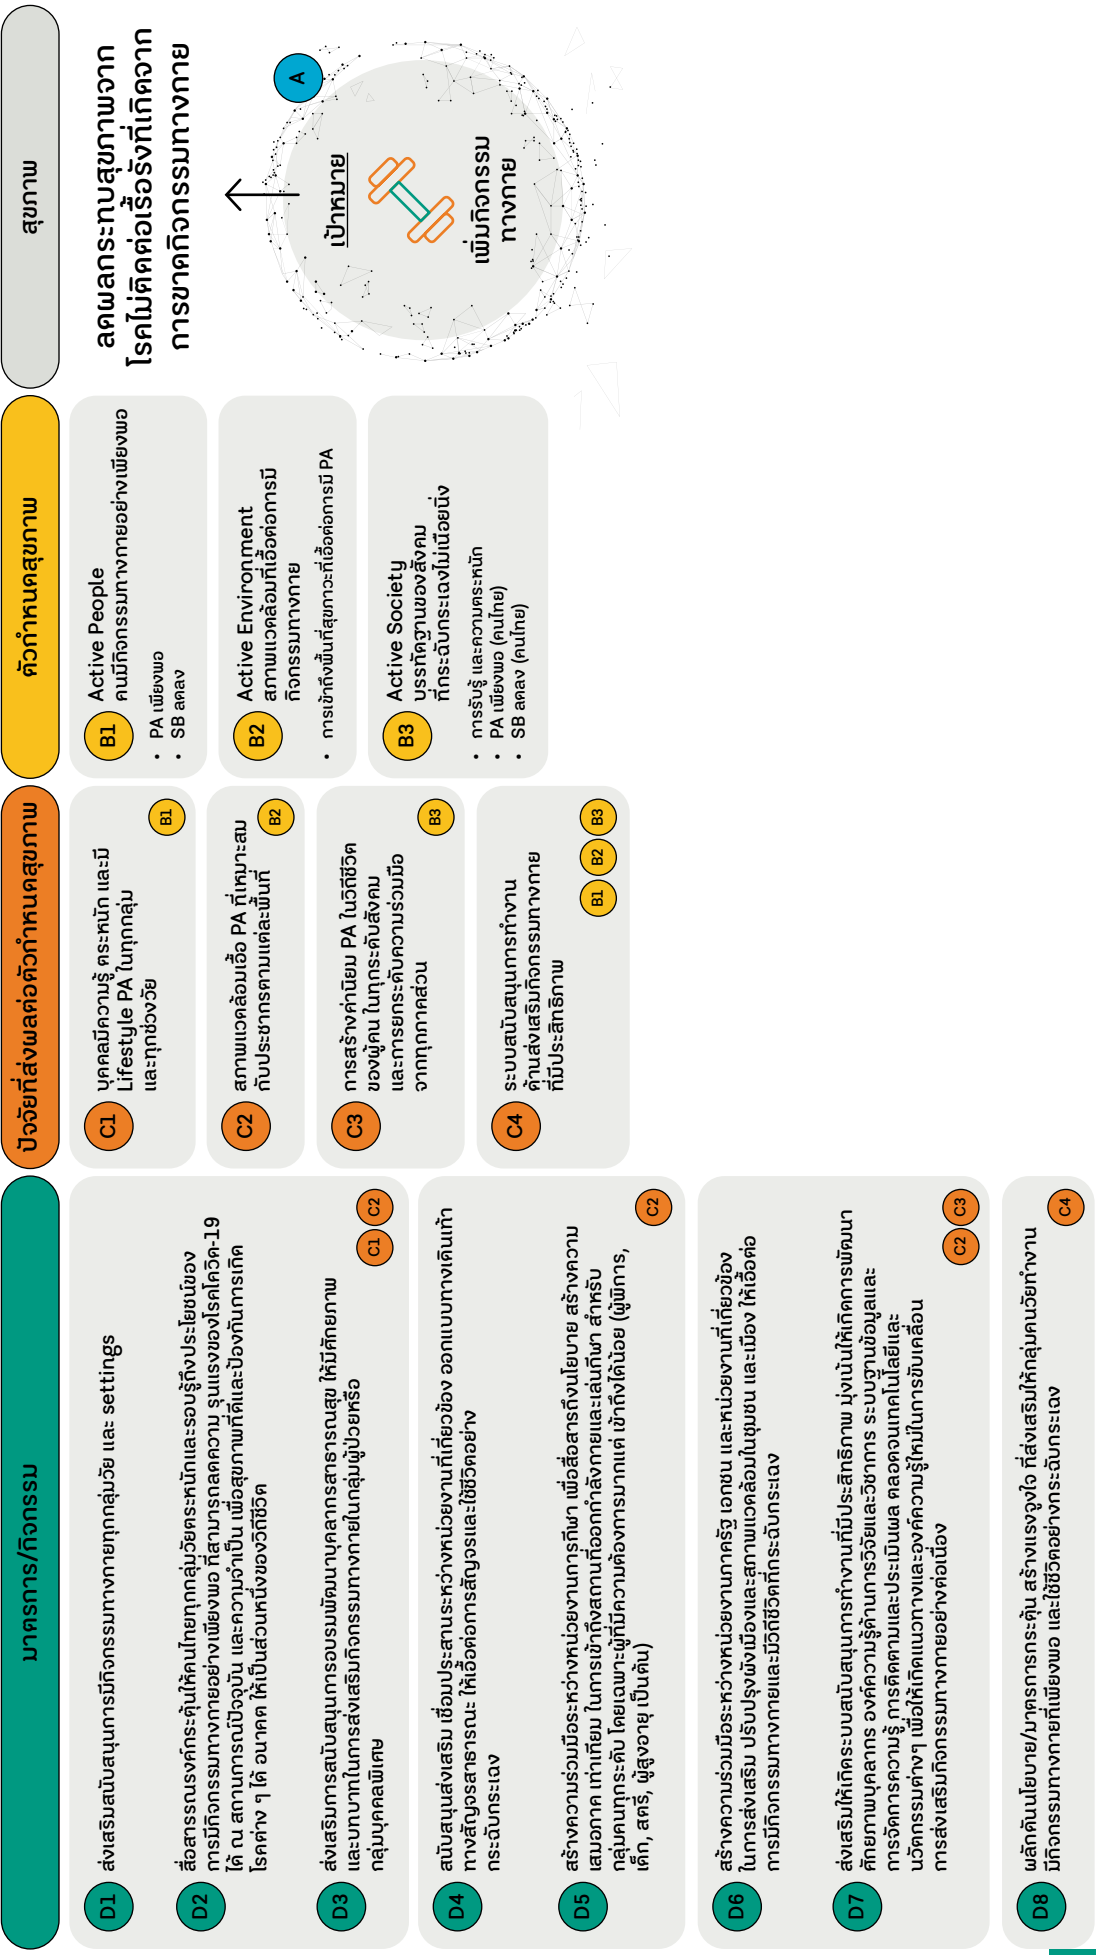 มาตรการ/กิจกรรม
D1
ส่งเสริมสนับสนุนการมีกิจกรรมทางกายทุกกลุ่มวัย และ settings
D2
สื่อสารรณรงค์กระตุ้นให้คนไทยทุกกลุ่มวัยตระหนักและรอบรู้ถึงประโยชน์ของ
การมีกิจกรรมทางกายอย่างเพียงพอ ที่สามารถลดความ รุนแรงของโรคโควิด-19
ได้ ณ สถานการณ์ปัจจุบัน และความจำเป็น เพื่อสุขภาพที่ดีและป้องกันการเกิด
โรคต่าง ๆ ได้ อนาคต ให้เป็นส่วนหนึ่งของวิถีชีวิต
D3
ส่งเสริมการสนับสนุนการอบรมพัฒนาบุคลากรสาธารณสุข ให้มีศักยภาพ
และบทบาทในการส่งเสริมกิจกรรมทางกายในกลุ่มผู้ป่วยหรือ
กลุ่มบุคคลพิเศษ
C1 C2
D4
สนับสนุนส่งเสริม เชื่อมประสานระหว่างหน่วยงานที่เกี่ยวข้อง ออกแบบทางเดินเท้า
ทางสัญจรสาธารณะ ให้เอื้อต่อการสัญจรและใช้ชีวิตอย่าง
กระฉับกระเฉง
D5
สร้างความร่วมมือระหว่างหน่วยงานการกีฬา เพื่อสื่อสารถึงนโยบาย สร้างความ
เสมอภาค เท่าเทียม ในการเข้าถึงสถานที่ออกกำลังกายและเล่นกีฬา สำหรับ
กลุ่มคนทุกระดับ โดยเฉพาะผู้ที่มีความต้องการมากแต่ เข้าถึงได้น้อย (ผู้พิการ,
เด็ก, สตรี, ผู้สูงอายุ เป็นต้น)
C2
D6
สร้างความร่วมมือระหว่างหน่วยงานภาครัฐ เอกชน และหน่วยงานที่เกี่ยวข้อง
ในการส่งเสริม ปรับปรุงผังเมืองและสภาพแวดล้อมในชุมชน และเมือง ให้เอื้อต่อ
การมีกิจกรรมทางกายและมีวิถีชีวิตที่กระฉับกระเฉง
D7
ส่งเสริมให้เกิดระบบสนับสนุนการทำงานที่มีประสิทธิภาพ มุ่งเน้นให้เกิดการพัฒนา
ศักยภาพบุคลากร องค์ความรู้ด้านการวิจัยและวิชาการ ระบบฐานข้อมูลและ
การจัดการความรู้ การติดตามและประเมินผล ตลอดจนเทคโนโลยีและ
นวัตกรรมต่างๆ เพื่อให้เกิดแนวทางและองค์ความรู้ใหม่ในการขับเคลื่อน
การส่งเสริมกิจกรรมทางกายอย่างต่อเนื่อง
C2 C3
D8
ผลักดันนโยบาย/มาตรการกระตุ้น สร้างแรงจูงใจ ที่ส่งเสริมให้กลุ่มคนวัยทำงาน
มีกิจกรรมทางกายที่เพียงพอ และใช้ชีวิตอย่างกระฉับกระเฉง
C4
ปัจจัยที่ส่งผลต่อตัวกำหนดสุขภาพ
C1
บุคคลมีความรู้ ตระหนัก และมี
Lifestyle PA ในทุกกลุ่ม
และทุกช่วงวัย
B1
C2
สภาพแวดล้อมเอื้อ PA ที่เหมาะสม
กับประชากรตามแต่ละพื้นที่
B2
C3
การสร้างค่านิยม PA ในวิถีชีวิต
ของผู้คน ในทุกระดับสังคม
และการยกระดับความร่วมมือ
จากทุกภาคส่วน
B3
C4
ระบบสนับสนุนการทำงาน
ด้านส่งเสริมกิจกรรมทางกาย
ที่มีประสิทธิภาพ
B1 B2 B3
ตัวกำหนดสุขภาพ
B1
Active People
คนมีกิจกรรมทางกายอย่างเพียงพอ
• PA เพียงพอ
• SB ลดลง
B2
Active Environment
สภาพแวดล้อมที่เอื้อต่อการมี
กิจกรรมทางกาย
• การเข้าถึงพื้นที่สุขภาวะที่เอื้อต่อการมี PA
B3
Active Society
บรรทัดฐานของสังคม
ที่กระฉับกระเฉงไม่เนือยนิ่ง
• การรับรู้ และความตระหนัก
• PA เพียงพอ (คนไทย)
• SB ลดลง (คนไทย)
สุขภาพ
ลดผลกระทบสุขภาพจาก
โรคไม่ติดต่อเรื้อรังที่เกิดจาก
การขาดกิจกรรมทางกาย
A
เป้าหมาย
เพิ่มกิจกรรม
ทางกาย